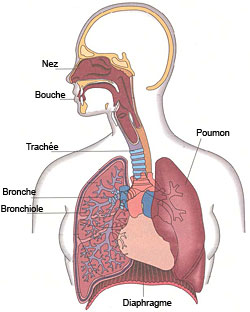 Nez
Bouche
Poumon
Trachée
Bronche
Bronchiole
Diaphragme